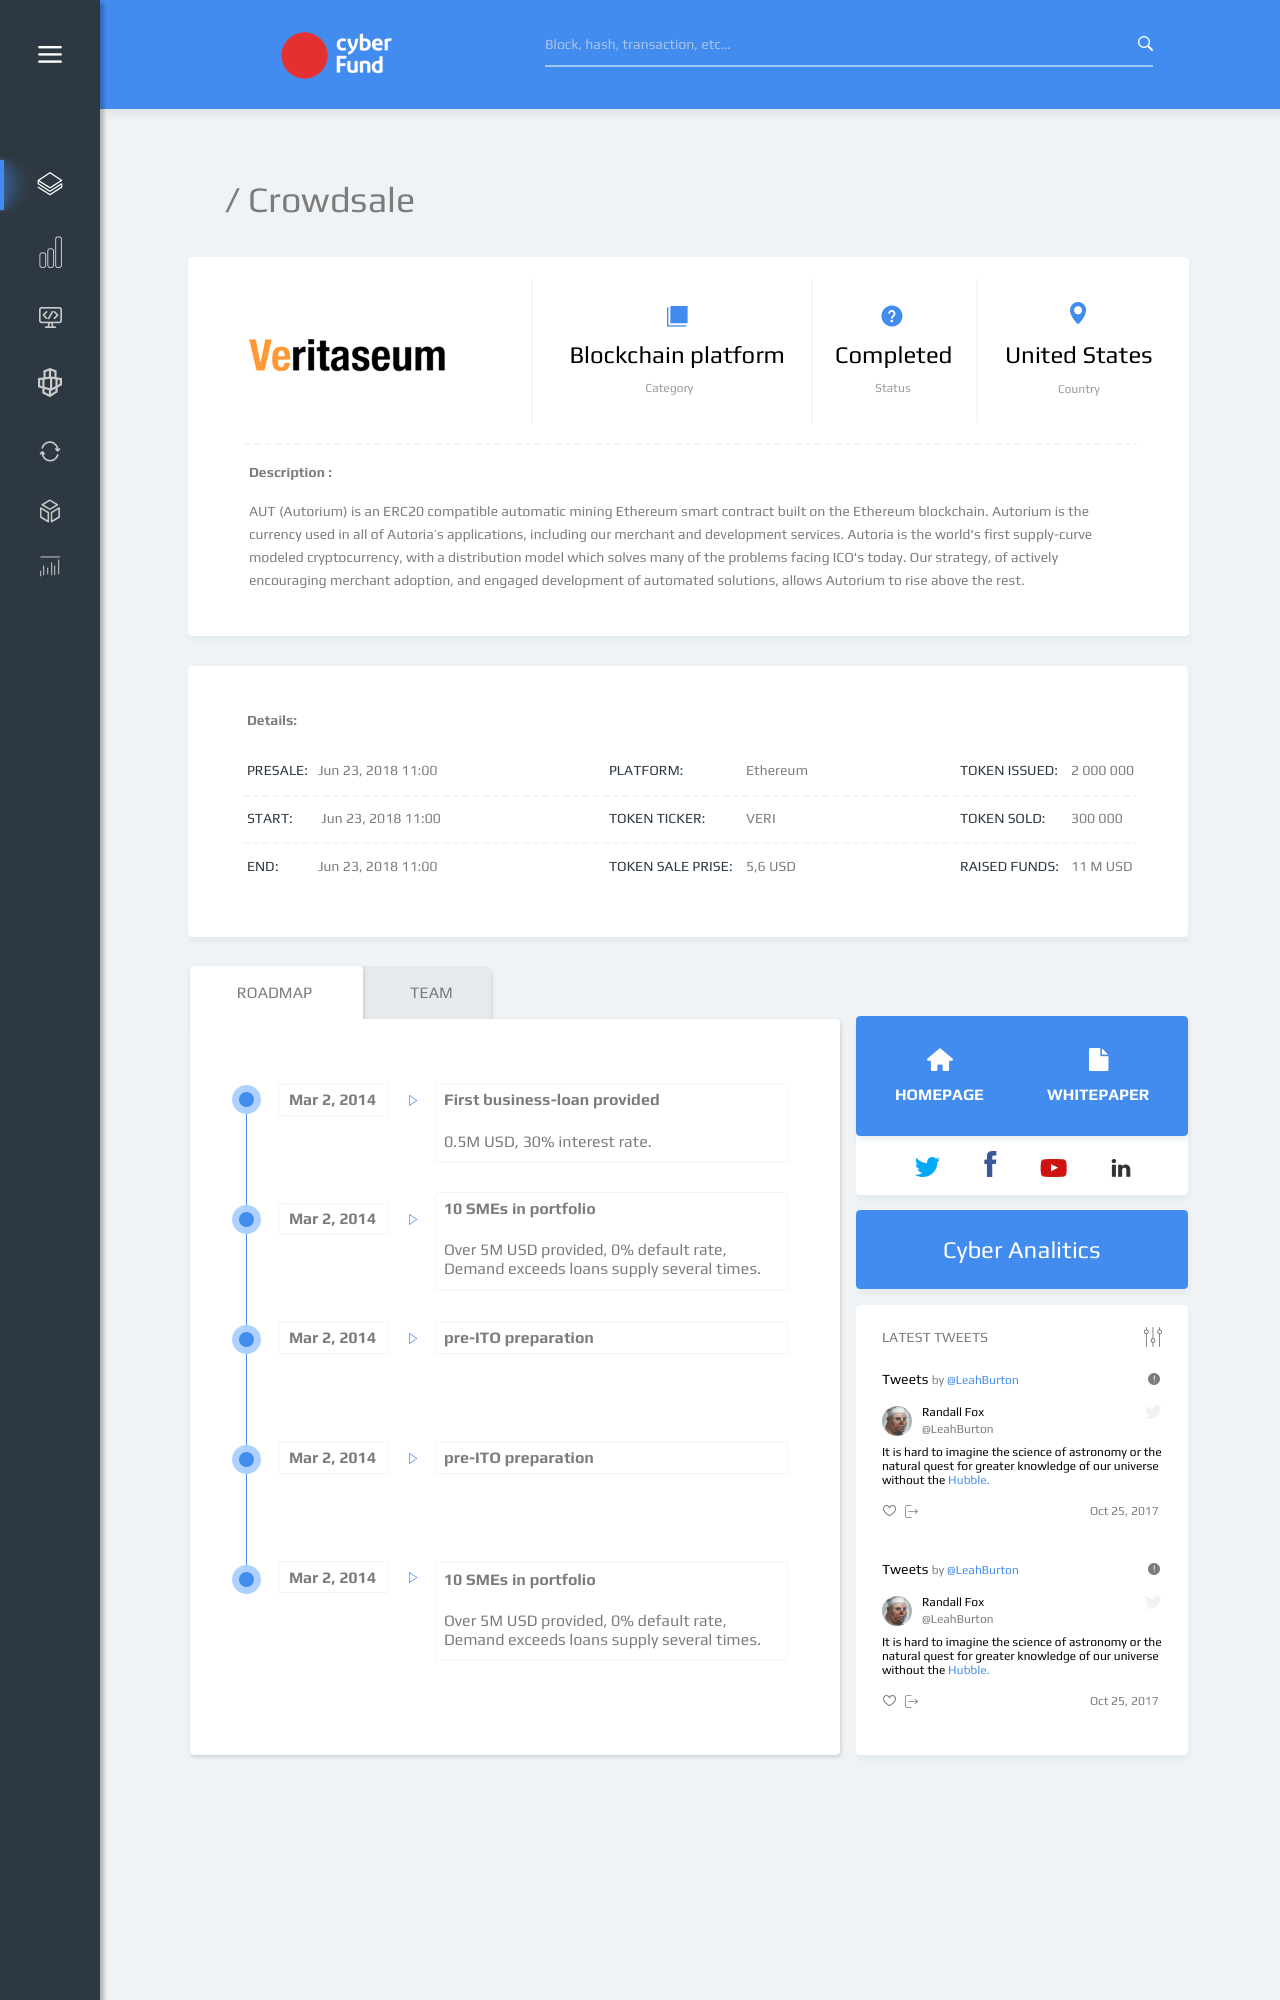 cyber
Fund
Block, hash, transaction, etc...
/ Crowdsale
Veritaseum
Blockchain platform
Category
Completed
Status
United States
Country
Description :
AUT (Autorium) is an ERC20 compatible automatic mining Ethereum smart contract built on the Ethereum blockchain. Autorium is the
currency used in all of Autoria's applications, including our merchant and development services. Autoria is the world's first supply-curve
modeled cryptocurrency, with a distribution model which solves many of the problems facing ICO's today. Our strategy, of actively
encouraging merchant adoption, and engaged development of automated solutions, allows Autorium to rise above the rest.
Details:
PRESALE: Jun 23, 2018 11:00 PLATFORM: Ethereum TOKEN ISSUED: 2 000 000
START: Jun 23, 2018 11:00 TOKEN TICKER: VERI TOKEN SOLD: 300 000
END: Jun 23, 2018 11:00 TOKEN SALE PRISE: 5,6 USD RAISED FUNDS: 11 M USD
ROADMAP TEAM
Mar 2, 2014 First business-loan provided
0.5M USD, 30% interest rate.
Mar 2, 2014 10 SMEs in portfolio
Over 5M USD provided, 0% default rate,
Demand exceeds loans supply several times.
Mar 2, 2014 pre-ITO preparation
Mar 2, 2014 pre-ITO preparation
Mar 2, 2014 10 SMEs in portfolio
Over 5M USD provided, 0% default rate,
Demand exceeds loans supply several times.
HOMEPAGE WHITEPAPER
Cyber Analitics
LATEST TWEETS
Tweets by @LeahBurton
Randall Fox
@LeahBurton
It is hard to imagine the science of astronomy or the
natural quest for greater knowledge of our universe
without the Hubble.
Oct 25, 2017
Tweets by @LeahBurton
Randall Fox
@LeahBurton
It is hard to imagine the science of astronomy or the
natural quest for greater knowledge of our universe
without the Hubble.
Oct 25, 2017